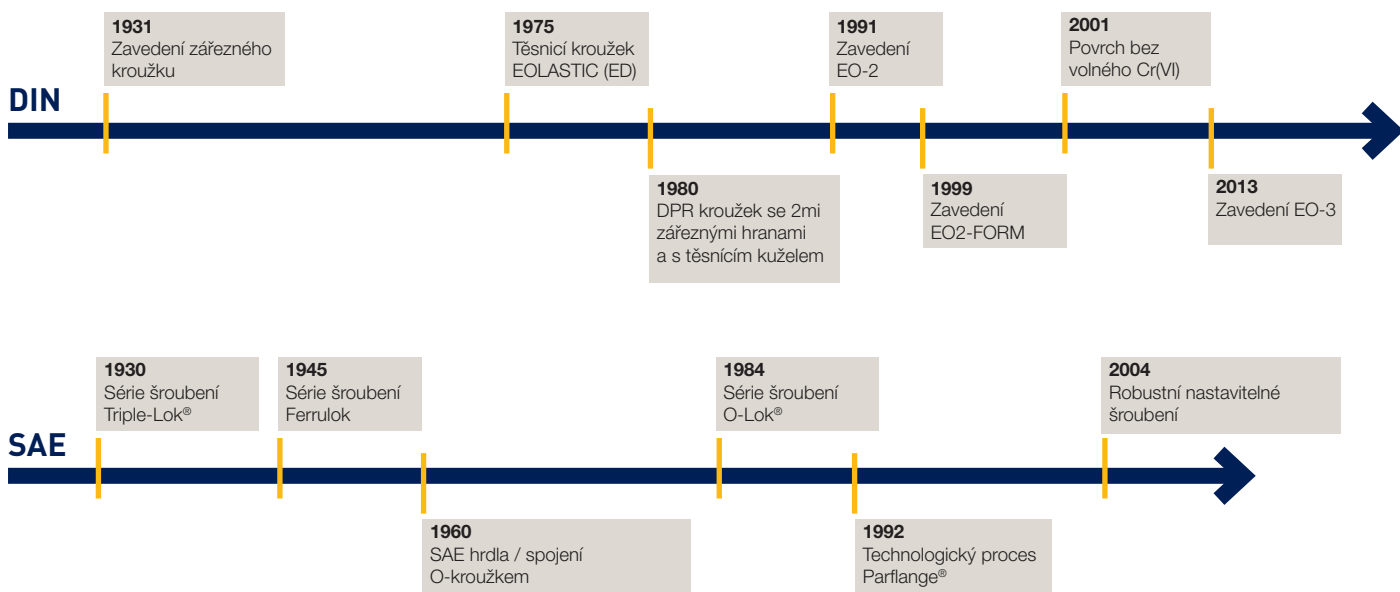 1931
Zavedení zářezného
kroužku
1975
Těsnicí kroužek
EOLASTIC (ED)
1991
Zavedení
EO-2
2001
Povrch bez
volného Cr(VI)
DIN
1980
DPR kroužek se 2mi
zářeznými hranami
a s těsnícím kuželem
1999
Zavedení
EO2-FORM
2013
Zavedení EO-3
1930
Série šroubení
Triple-Lok®
1945
Série šroubení
Ferrulok
1984
Série šroubení
O-Lok®
2004
Robustní nastavitelné
šroubení
SAE
1960
SAE hrdla / spojení
O-kroužkem
1992
Technologický proces
Parflange®